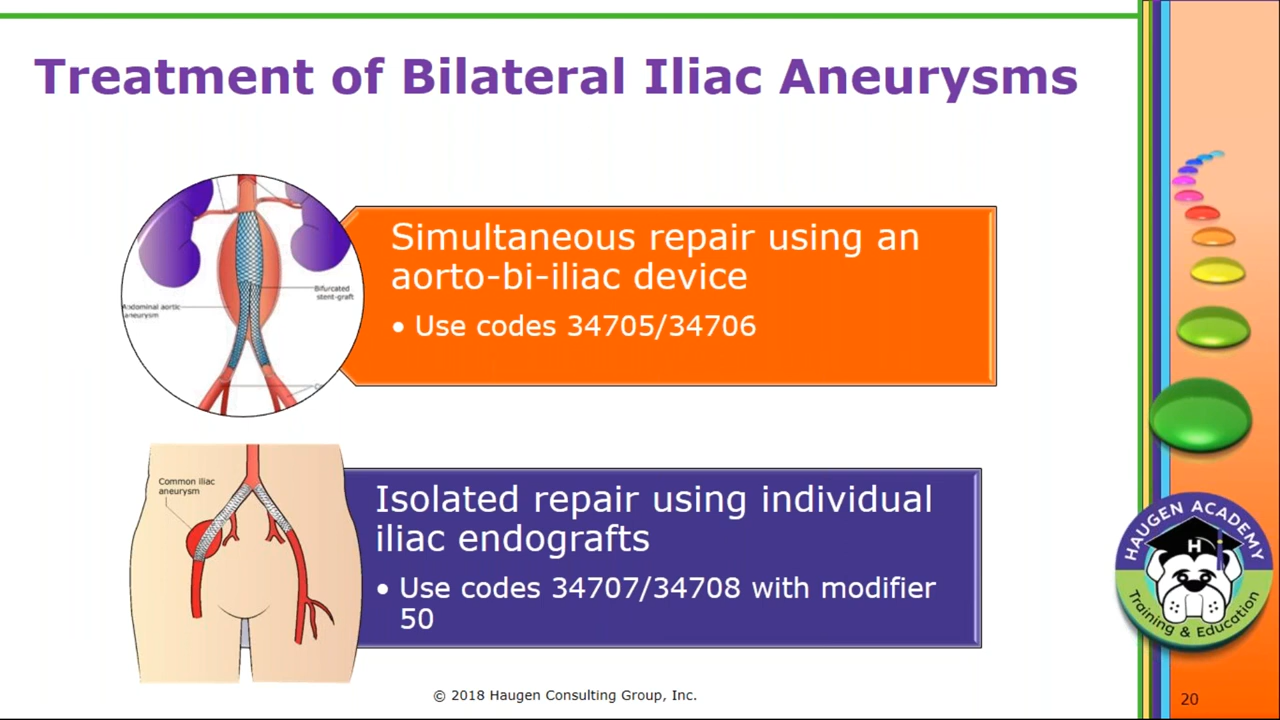 Treatment of Bilateral Iliac Aneurysms
Simultaneous repair using an
aorto-bi-iliac device
• Use codes 34705/34706
Abdominal aortic
aneurysm
Bifurcated
stent-graft
Isolated repair using individual
iliac endografts
• Use codes 34707/34708 with modifier
50
Common iliac
aneurysm
HAUGEN ACADEMY
H
Training & Education
© 2018 Haugen Consulting Group, Inc.
20